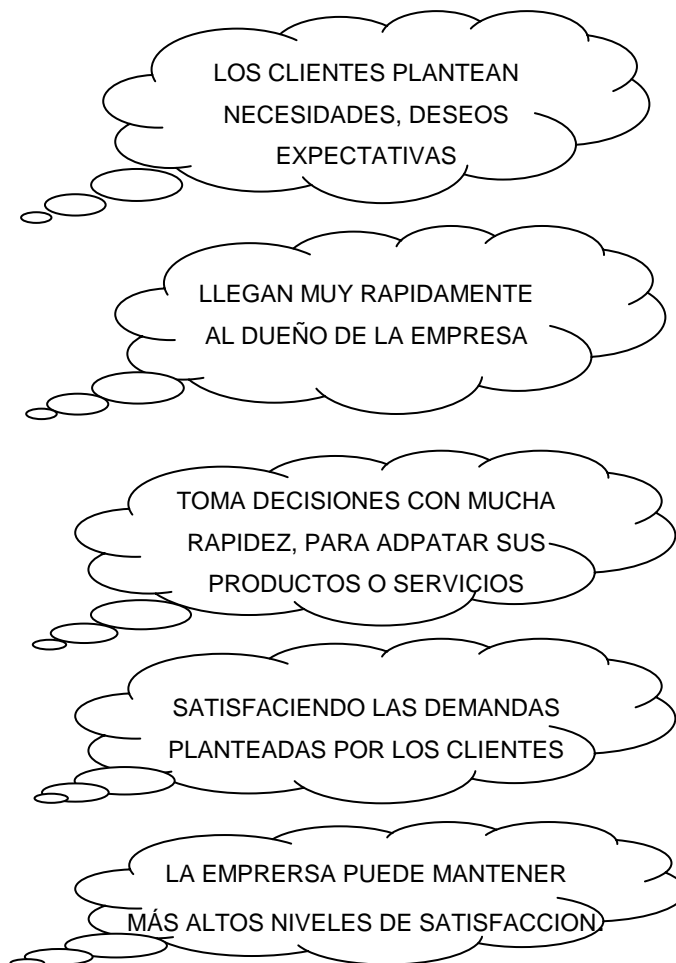 LOS CLIENTES PLANTEAN
NECESIDADES, DESEOS
EXPECTATIVAS
LLEGAN MUY RAPIDAMENTE
AL DUEÑO DE LA EMPRESA
TOMA DECISIONES CON MUCHA
RAPIDEZ, PARA ADPATAR SUS
PRODUCTOS O SERVICIOS
SATISFACIENDO LAS DEMANDAS
PLANTEADAS POR LOS CLIENTES
LA EMPRERSA PUEDE MANTENER
MÁS ALTOS NIVELES DE SATISFACCION.